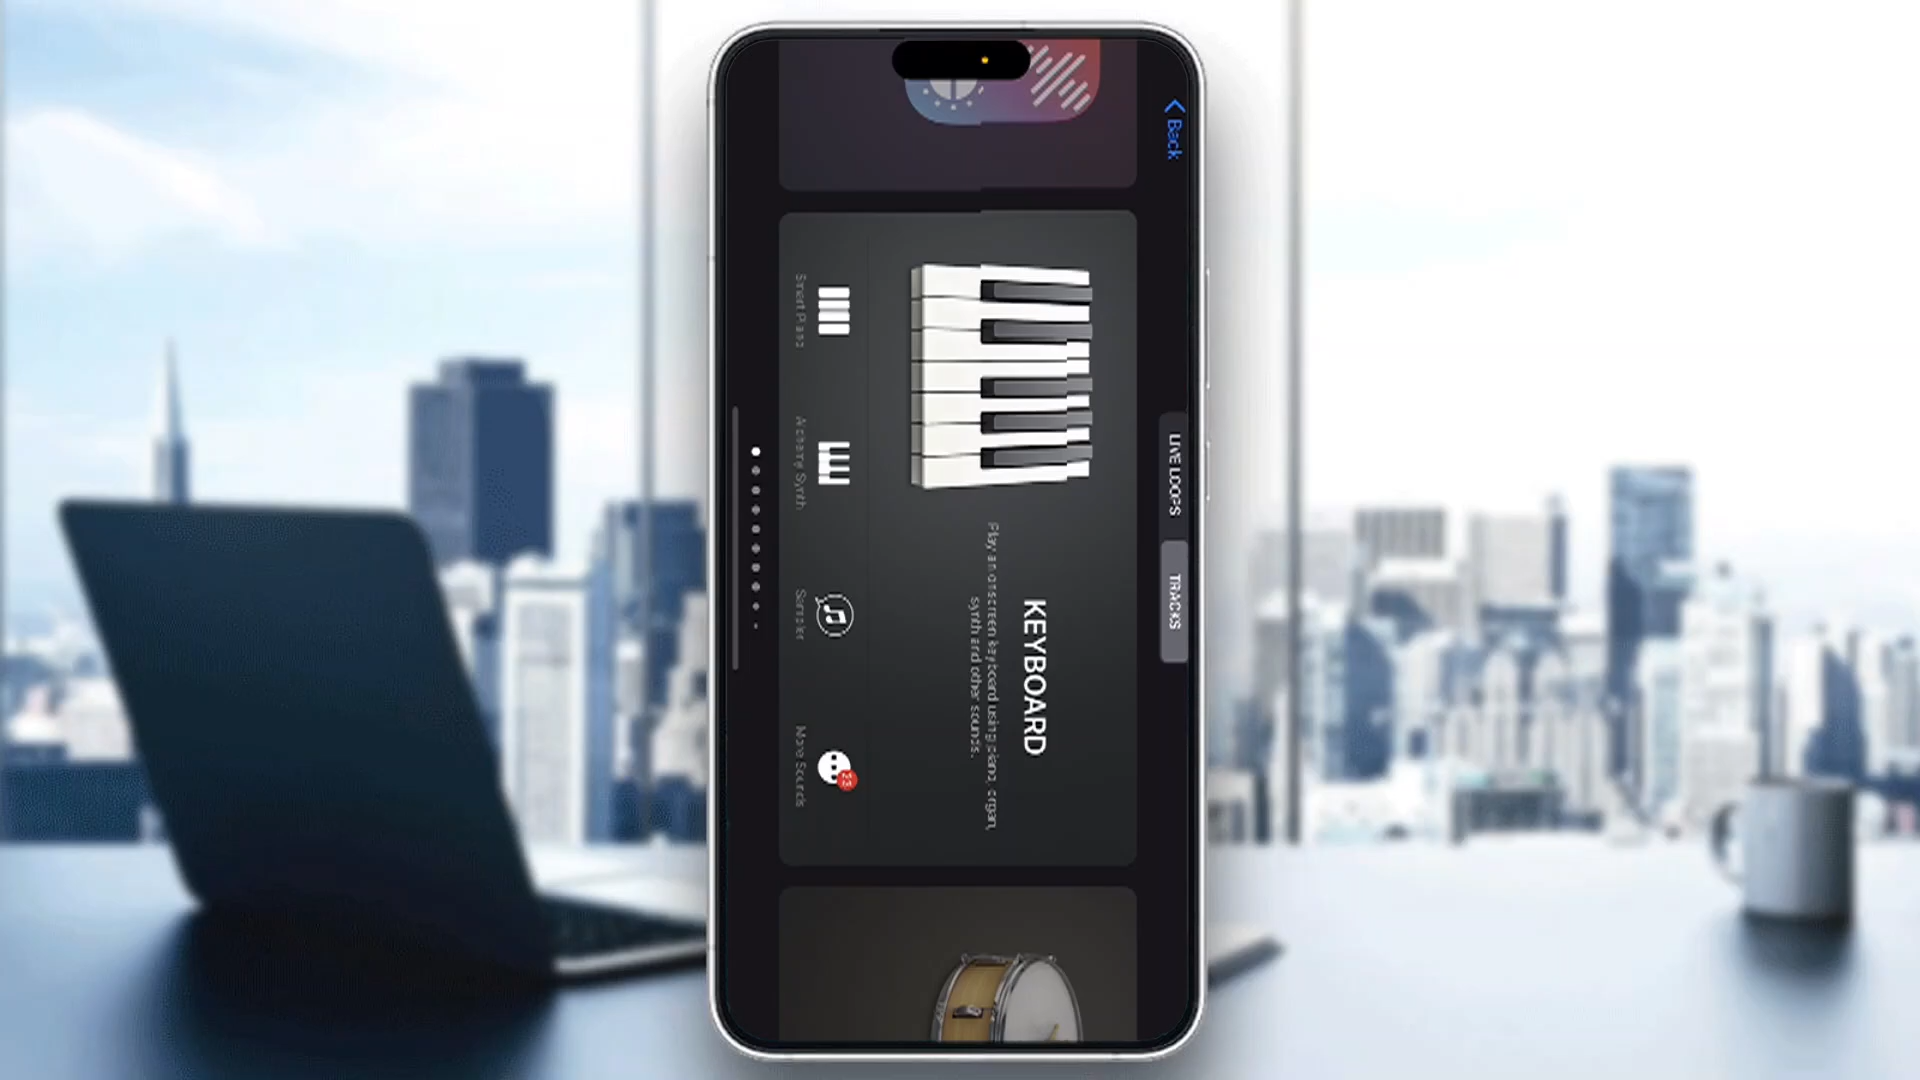 Back
LIVE LOOPS
TRACKS
KEYBOARD
Play an onscreen keyboard using piano, organ,
synth and other sounds.
Smart Piano
Alchemy Synth
Sampler
More Sounds
23